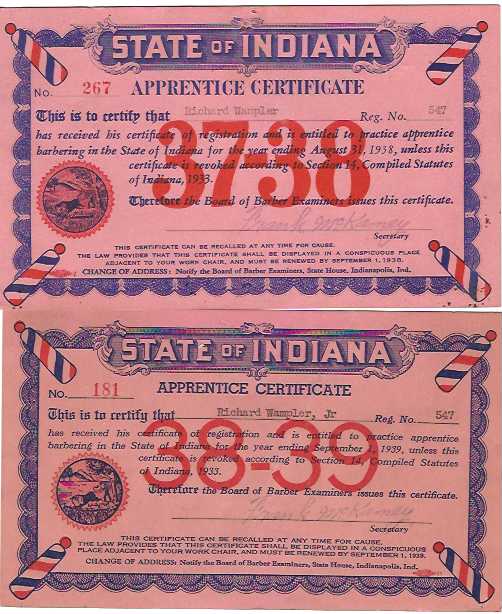 STATE OF INDIANA
No. 267 APPRENTICE CERTIFICATE
This is to certify that Richard Wampler Reg. No. 547
has received his certificate of registration and is entitled to practice apprentice
barbering in the State of Indiana for the year ending August 31, 1938, unless this
certificate is revoked according to Section 14, Compiled Statutes
of Indiana, 1933.
Therefore the Board of Barber Examiners issues this certificate.
Secretary
THIS CERTIFICATE CAN BE RECALLED AT ANY TIME FOR CAUSE.
THE LAW PROVIDES THAT THIS CERTIFICATE SHALL BE DISPLAYED IN A CONSPICUOUS PLACE
ADJACENT TO YOUR WORK CHAIR, AND MUST BE RENEWED BY SEPTEMBER 1, 1938.
CHANGE OF ADDRESS: Notify the Board of Barber Examiners, State House, Indianapolis, Ind.
STATE OF INDIANA
No. 181 APPRENTICE CERTIFICATE
This is to certify that Richard Wampler, Jr Reg. No. 547
38-39
has received his certificate of registration and is entitled to practice apprentice
barbering in the State of Indiana for the year ending September 1, 1939, unless this
certificate is revoked according to Section 14, Compiled Statutes
of Indiana, 1933.
Therefore the Board of Barber Examiners issues this certificate.
Secretary
THIS CERTIFICATE CAN BE RECALLED AT ANY TIME FOR CAUSE.
THE LAW PROVIDES THAT THIS CERTIFICATE SHALL BE DISPLAYED IN A CONSPICUOUS
PLACE ADJACENT TO YOUR WORK CHAIR, AND MUST BE RENEWED BY SEPTEMBER 1, 1939.
CHANGE OF ADDRESS: Notify the Board of Barber Examiners, State House, Indianapolis, Ind.